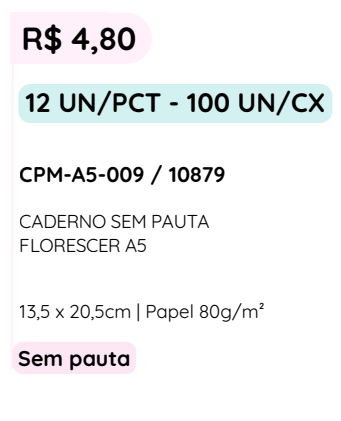 R$ 4,80
12 UN/PCT - 100 UN/CX
CPM-A5-009 / 10879
CADERNO SEM PAUTA
FLORESCER A5
13,5 x 20,5cm | Papel 80g/m²
Sem pauta